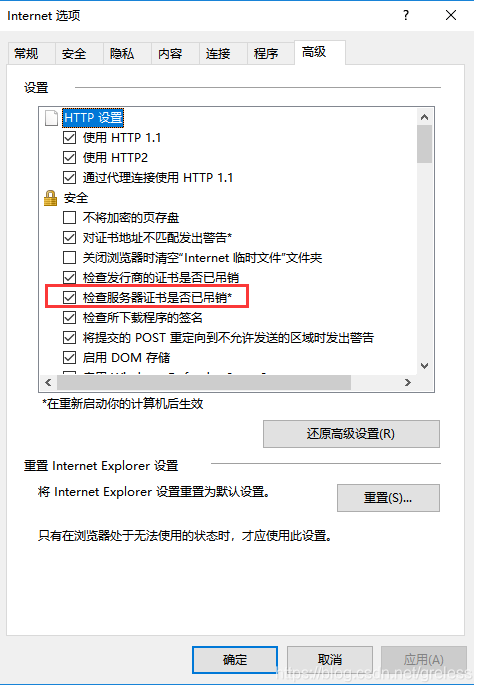 Internet 选项
常规 安全 隐私 内容 连接 程序 高级
设置
HTTP 设置
使用 HTTP 1.1
使用 HTTP2
通过代理连接使用 HTTP 1.1
安全
不将加密的页存盘
对证书地址不匹配发出警告*
关闭浏览器时清空“Internet 临时文件”文件夹
检查发行商的证书是否已吊销
检查服务器证书是否已吊销*
检查所下载程序的签名
将提交的 POST 重定向到不允许发送的区域时发出警告
启用 DOM 存储
*在重新启动你的计算机后生效
还原高级设置(R)
重置 Internet Explorer 设置
将 Internet Explorer 设置重置为默认设置。
重置(S)...
只有在浏览器处于无法使用的状态时，才应使用此设置。
确定 取消 应用(A)
https://blog.csdn.net/greless